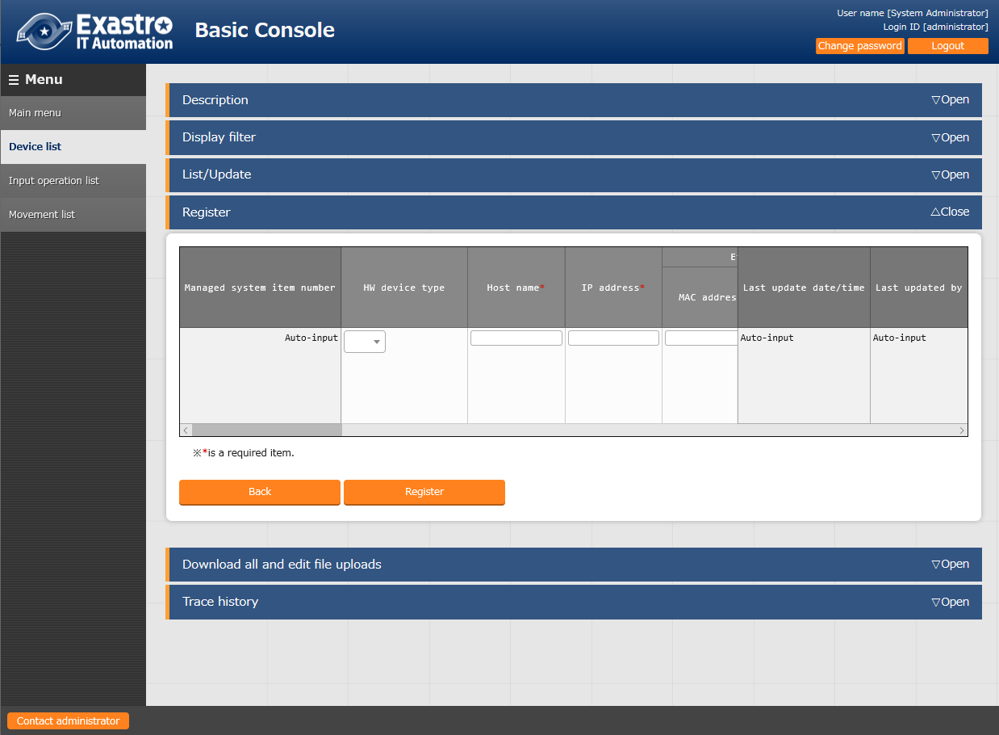 Exastro
IT Automation
Basic Console
User name [System Administrator]
Login ID [administrator]
Change password
Logout
Menu
Main menu
Device list
Input operation list
Movement list
Description
▽Open
Display filter
▽Open
List/Update
▽Open
Register
△Close
Managed system item number
HW device type
Host name*
IP address*
E
MAC addres
Last update date/time
Last updated by
Auto-input
Auto-input
Auto-input
※*is a required item.
Back
Register
Download all and edit file uploads
▽Open
Trace history
▽Open
Contact administrator